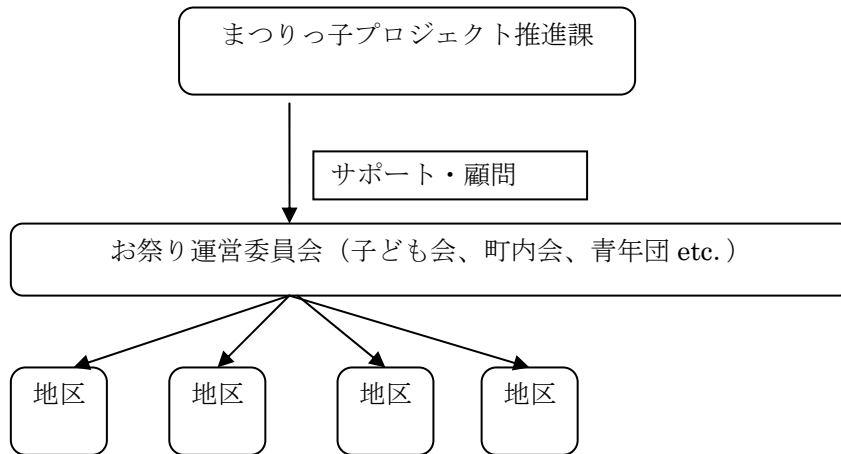 まつりっ子プロジェクト推進課
サポート・顧問
お祭り運営委員会（子ども会、町内会、青年団 etc.）
地区
地区
地区
地区